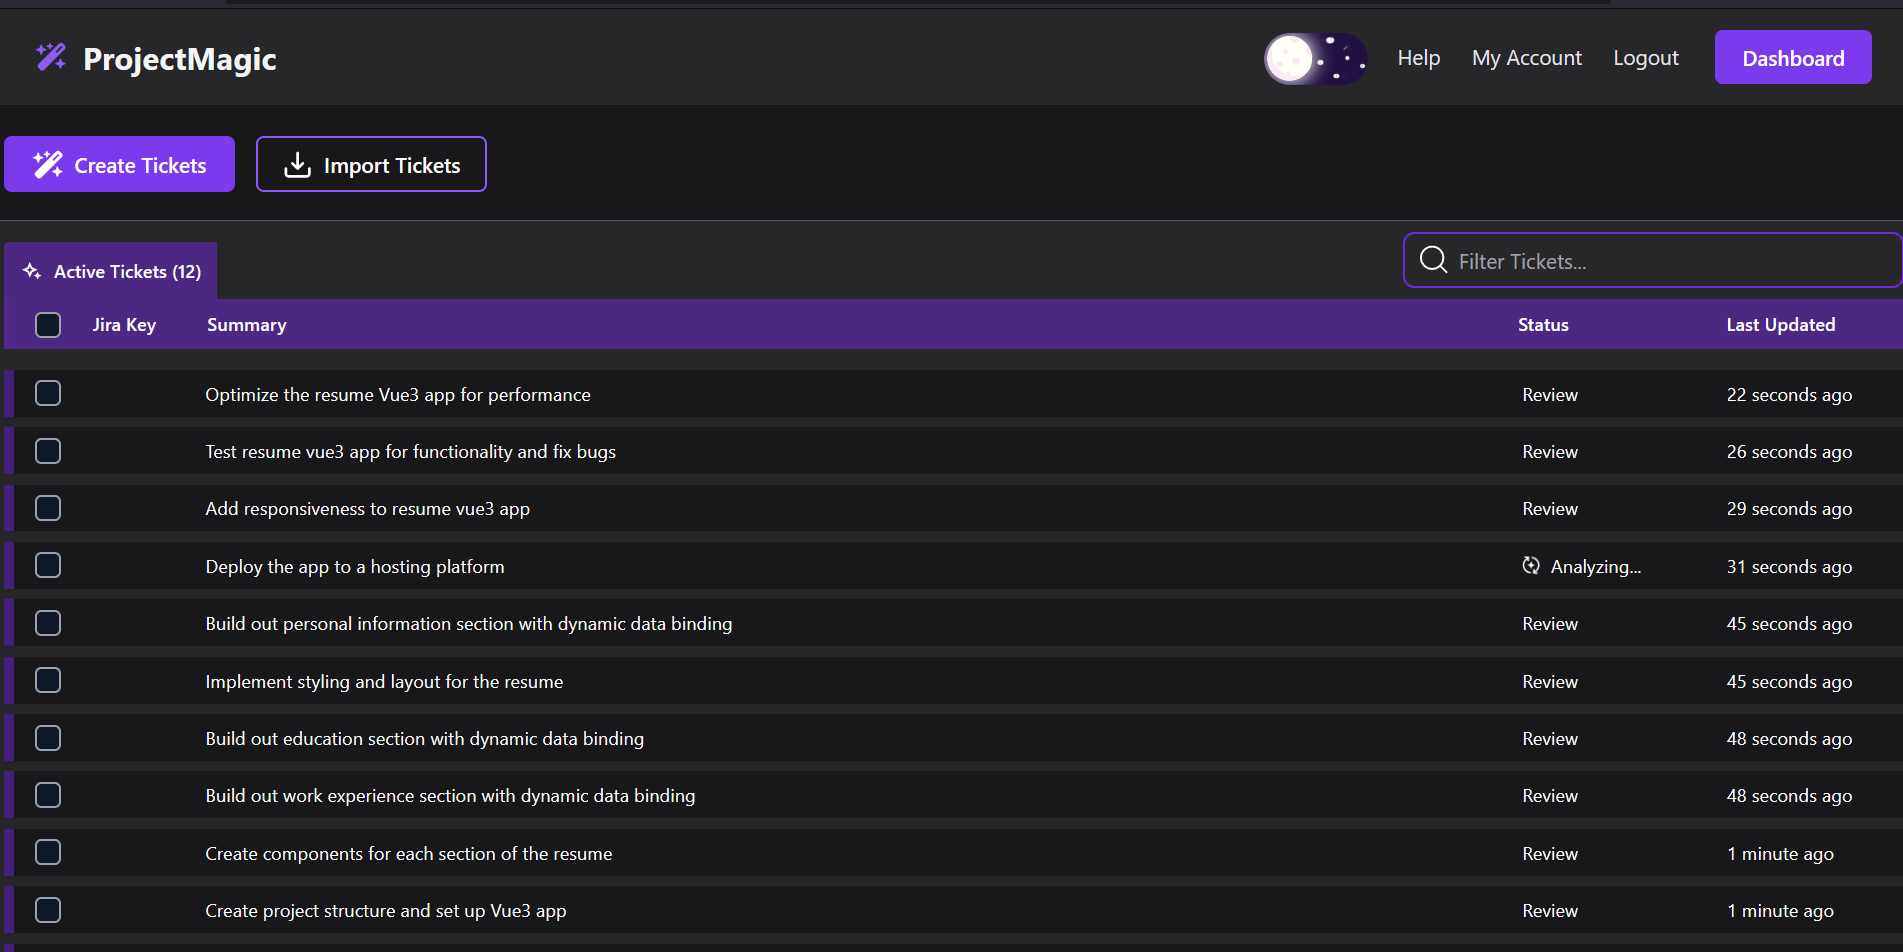 ProjectMagic
Help My Account Logout Dashboard
Create Tickets Import Tickets
Active Tickets (12) Filter Tickets...
Jira Key Summary Status Last Updated
Optimize the resume Vue3 app for performance Review 22 seconds ago
Test resume vue3 app for functionality and fix bugs Review 26 seconds ago
Add responsiveness to resume vue3 app Review 29 seconds ago
Deploy the app to a hosting platform Analyzing... 31 seconds ago
Build out personal information section with dynamic data binding Review 45 seconds ago
Implement styling and layout for the resume Review 45 seconds ago
Build out education section with dynamic data binding Review 48 seconds ago
Build out work experience section with dynamic data binding Review 48 seconds ago
Create components for each section of the resume Review 1 minute ago
Create project structure and set up Vue3 app Review 1 minute ago